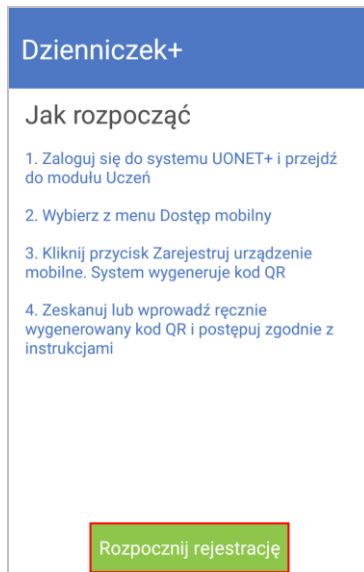 Dzienniczek+
Jak rozpocząć
1. Zaloguj się do systemu UONET+ i przejdź
do modułu Uczeń
2. Wybierz z menu Dostęp mobilny
3. Kliknij przycisk Zarejestruj urządzenie
mobilne. System wygeneruje kod QR
4. Zeskanuj lub wprowadź ręcznie
wygenerowany kod QR i postępuj zgodnie z
instrukcjami
Rozpocznij rejestrację